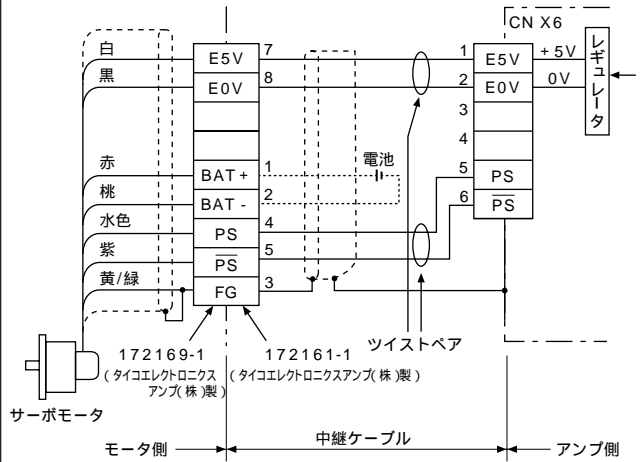 CN X6
白 E5V 7 1 E5V +5V
黒 E0V 8 2 E0V 0V
レギュレータ
3
4
赤 BAT+ 1 電池 5 PS
桃 BAT- 2 6 PS
水色 PS 4
紫 PS 5
黄/緑 FG 3
172169-1
(タイコエレクトロニクス
アンプ(株)製)
172161-1
(タイコエレクトロニクスアンプ(株)製)
ツイストペア
サーボモータ
モータ側 中継ケーブル アンプ側